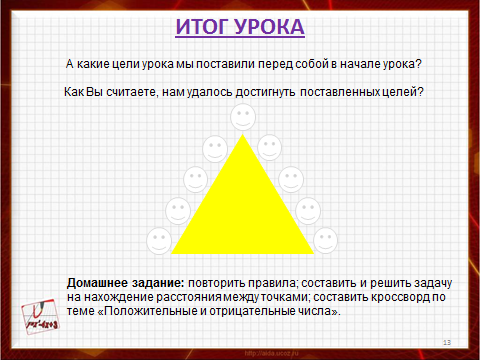 ИТОГ УРОКА
А какие цели урока мы поставили перед собой в начале урока?
Как Вы считаете, нам удалось достигнуть поставленных целей?
Домашнее задание: повторить правила; составить и решить задачу
на нахождение расстояния между точками; составить кроссворд по
теме «Положительные и отрицательные числа».
13
http://aida.ucoz.ru